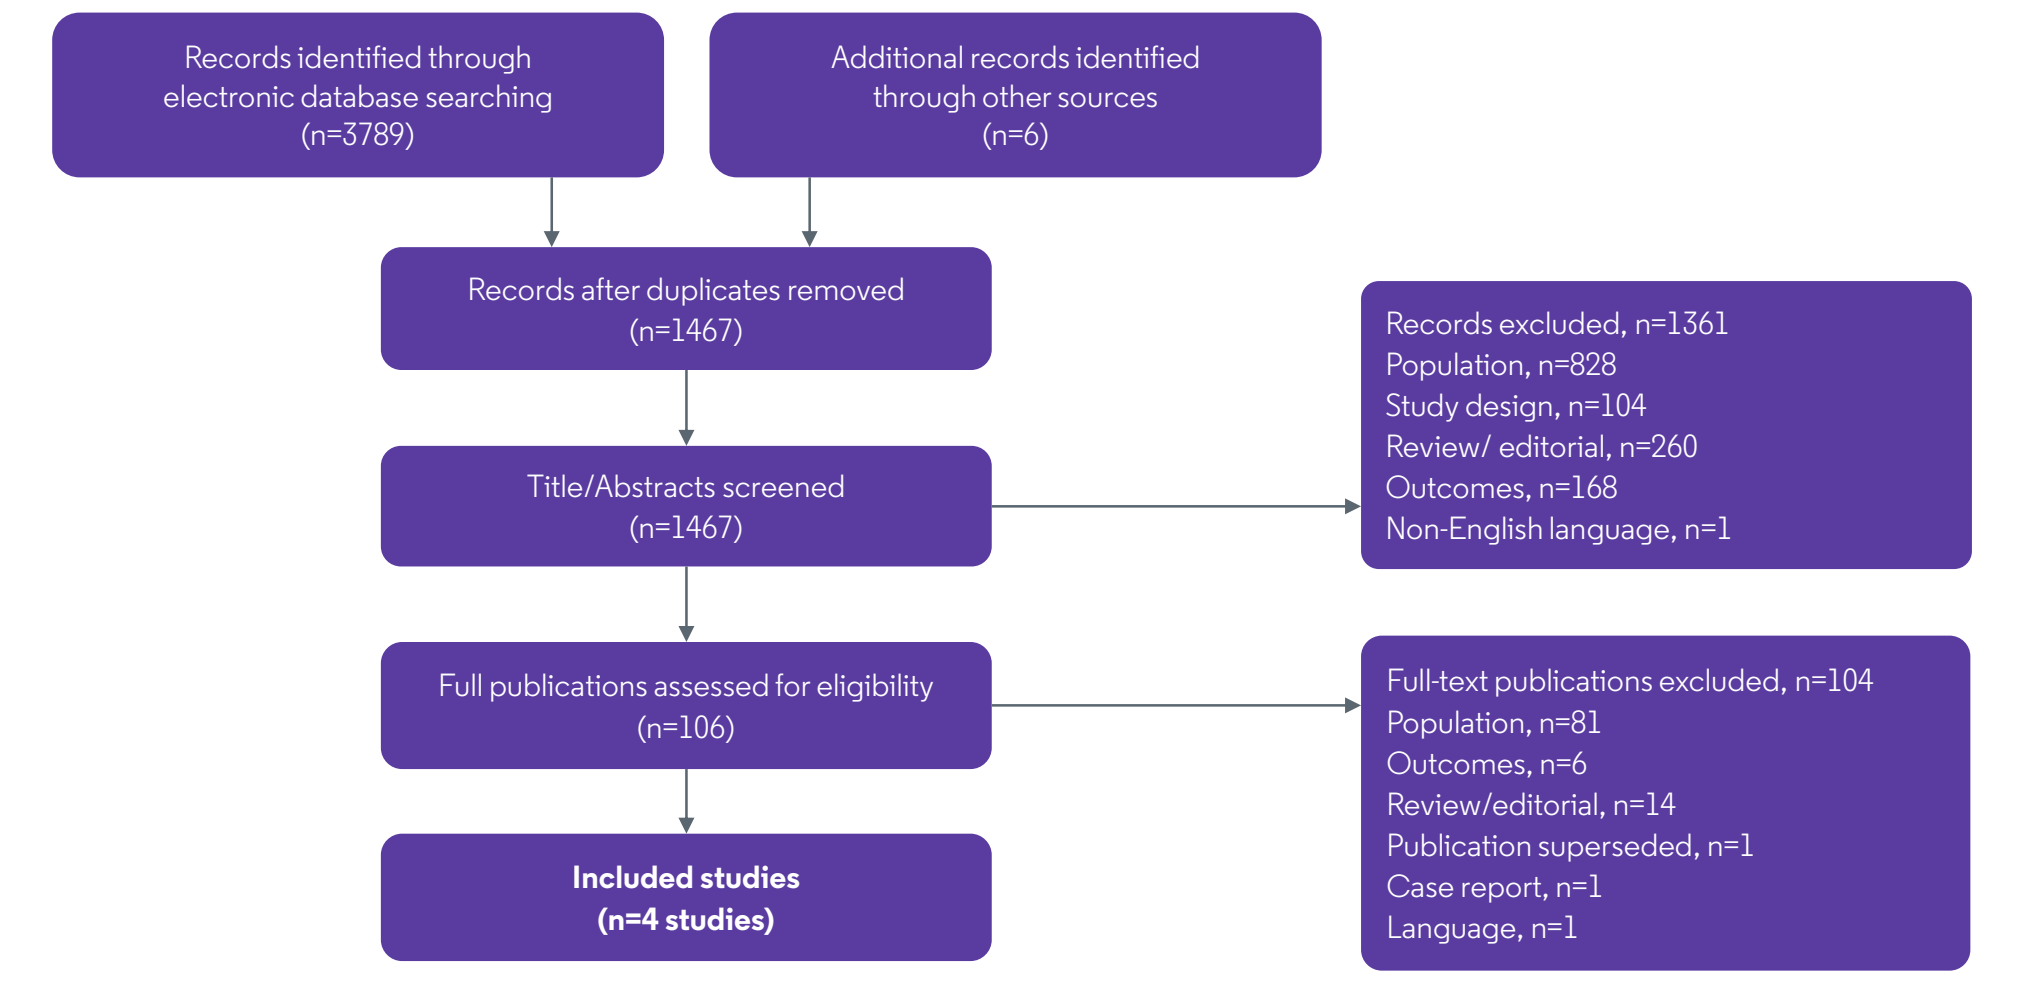 Records identified through
electronic database searching
(n=3789)
Additional records identified
through other sources
(n=6)
Records after duplicates removed
(n=1467)
Title/Abstracts screened
(n=1467)
Records excluded, n=1361
Population, n=828
Study design, n=104
Review/ editorial, n=260
Outcomes, n=168
Non-English language, n=1
Full publications assessed for eligibility
(n=106)
Full-text publications excluded, n=104
Population, n=81
Outcomes, n=6
Review/editorial, n=14
Publication superseded, n=1
Case report, n=1
Language, n=1
Included studies
(n=4 studies)